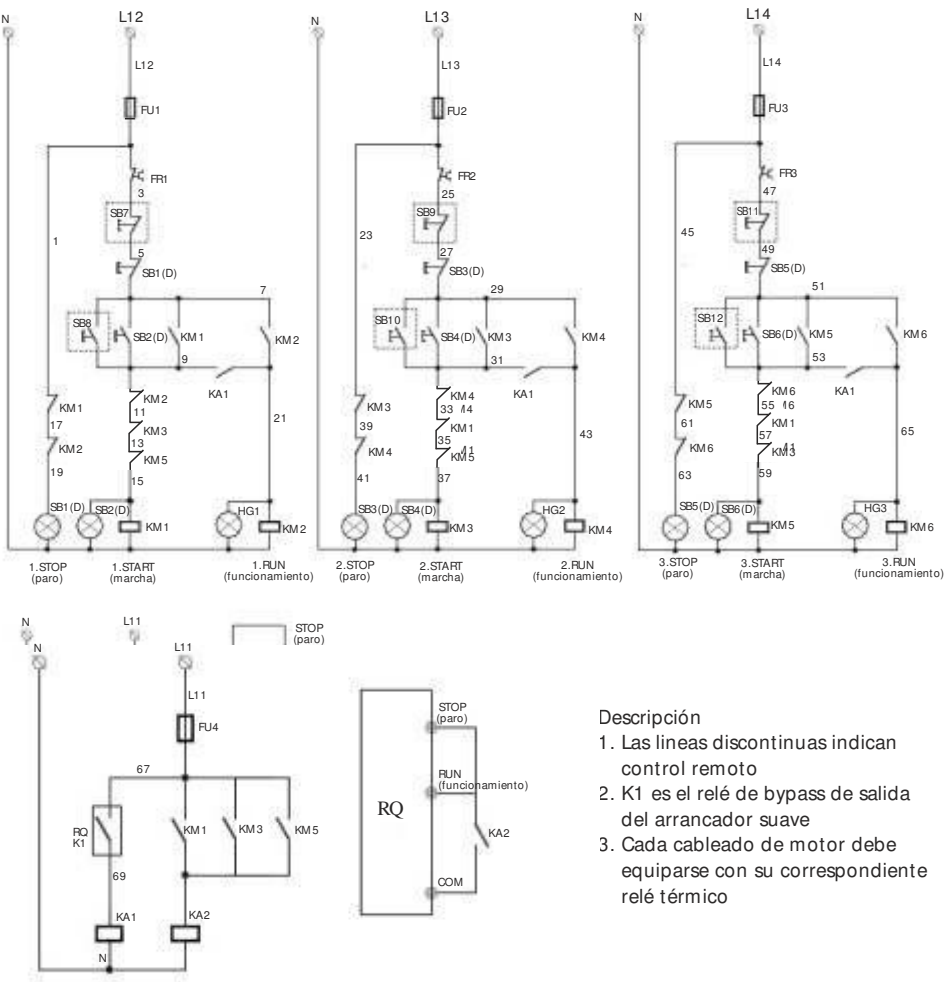 N
L12
L12
FU1
FR1
3
SB7
1
5
SB1(D)
7
SB8
SB2(D)
KM1
KM2
9
KA1
KM1
KM2
11
21
17
KM3
KM2
13
KM5
19
15
SB1(D)
SB2(D)
HG1
KM1
KM2
1.STOP
(paro)
1.START
(marcha)
1.RUN
(funcionamiento)
N
L13
L13
FU2
FR2
25
SB9
23
27
SB3(D)
29
SB10
SB4(D)
KM3
KM4
31
KA1
KM3
KM4
33
43
39
KM1
KM4
35
KM5
41
37
SB3(D)
SB4(D)
HG2
KM3
KM4
2.STOP
(paro)
2.START
(marcha)
2.RUN
(funcionamiento)
N
L14
L14
FU3
FR3
47
SB11
45
49
SB5(D)
51
SB12
SB6(D)
KM5
KM6
53
KA1
KM5
KM6
55
65
61
KM1
KM6
57
KM3
63
59
SB5(D)
SB6(D)
HG3
KM5
KM6
3.STOP
(paro)
3.START
(marcha)
3.RUN
(funcionamiento)
N
L11
STOP
(paro)
N
L11
L11
FU4
67
RQ
K1
KM1
KM3
KM5
69
KA1
KA2
N
STOP
(paro)
RUN
(funcionamiento)
RQ
KA2
COM
Descripción
1. Las lineas discontinuas indican
control remoto
2. K1 es el relé de bypass de salida
del arrancador suave
3. Cada cableado de motor debe
equiparse con su correspondiente
relé térmico